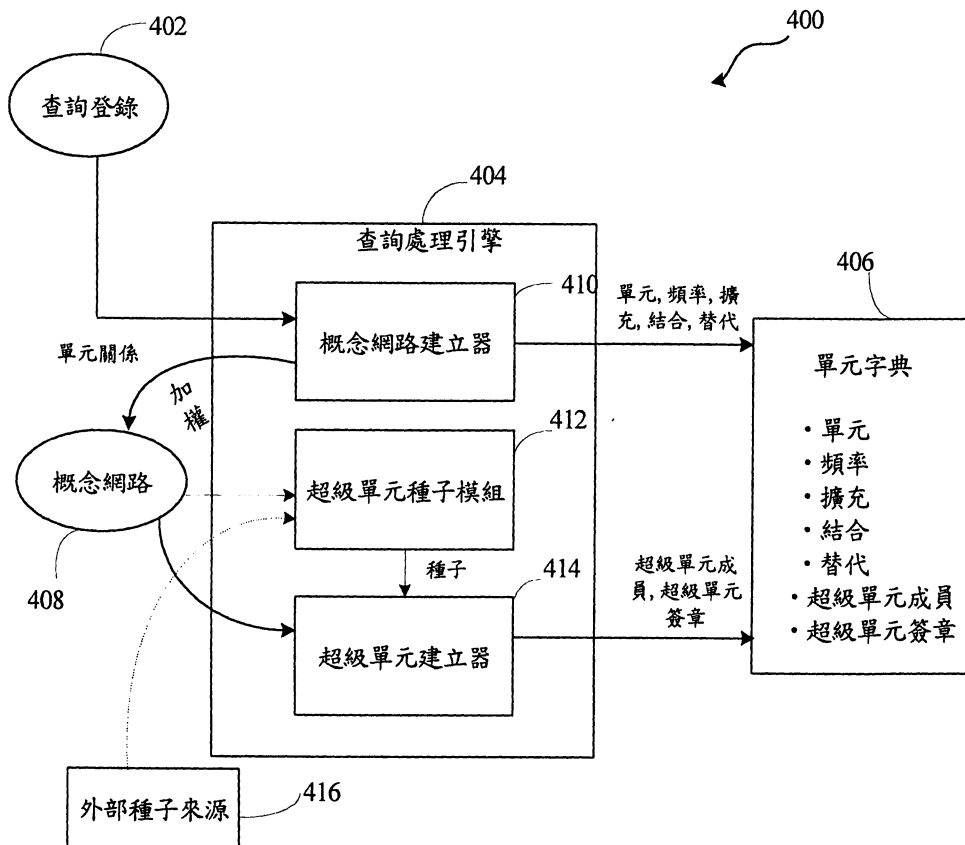 402
400
查詢登錄
404
查詢處理引擎
406
410
單元, 頻率, 擴
充, 結合, 替代
概念網路建立器
單元關係
加
權
單元字典
412
・單元
・頻率
・擴充
・結合
・替代
・超級單元成員
・超級單元簽章
概念網路
超級單元種子模組
種子
414
超級單元成
員, 超級單元
簽章
408
超級單元建立器
外部種子來源
416